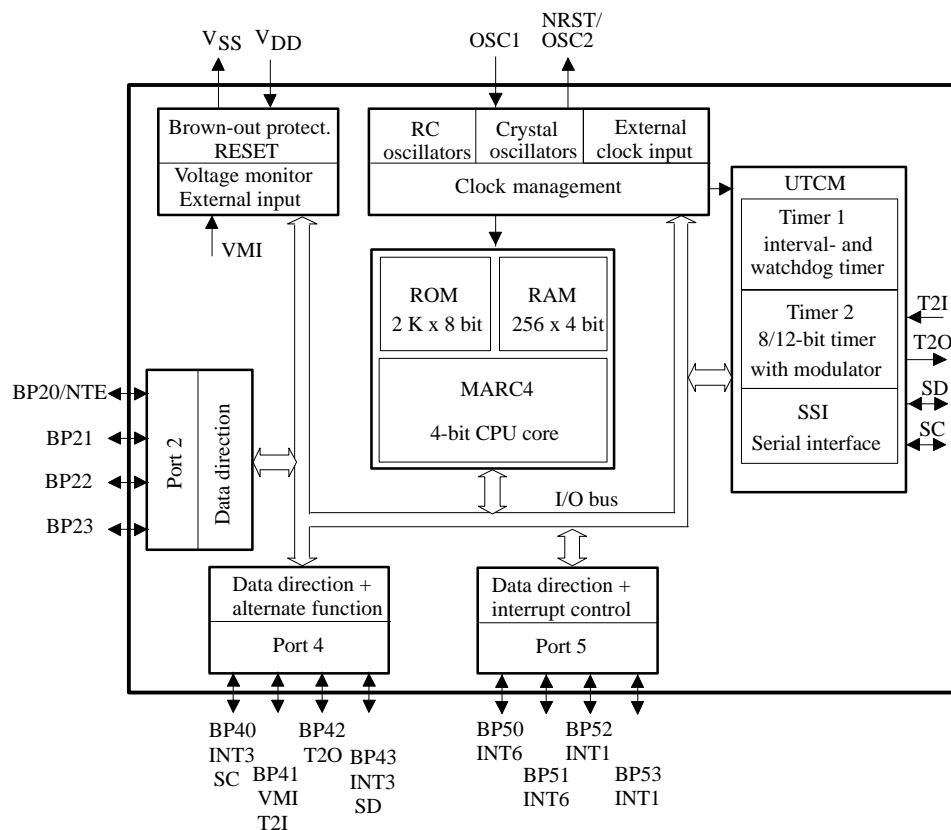 VSS
VDD
OSC1
NRST/
OSC2
Brown-out protect.
RESET
Voltage monitor
External input
VMI
RC
oscillators
Crystal
oscillators
External
clock input
Clock management
UTCM
Timer 1
interval- and
watchdog timer
Timer 2
8/12-bit timer
with modulator
SSI
Serial interface
T2I
T2O
SD
SC
ROM
2 K x 8 bit
RAM
256 x 4 bit
MARC4
4-bit CPU core
I/O bus
BP20/NTE
BP21
BP22
BP23
Port 2
Data direction
Data direction +
alternate function
Port 4
Data direction +
interrupt control
Port 5
BP40
INT3
SC
BP41
VMI
T2I
BP42
T2O
BP43
INT3
SD
BP50
INT6
BP51
INT6
BP52
INT1
BP53
INT1